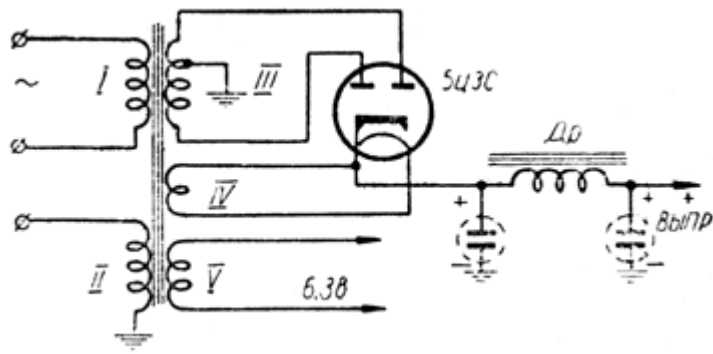 5Ц3С
~
I
III
Др
IV
+
+
+
ВЫПР
II
V
6,3В